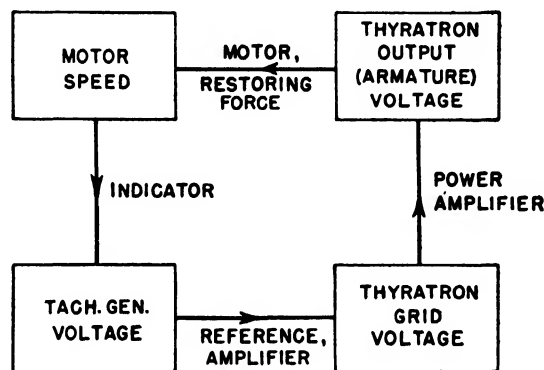 MOTOR
SPEED
MOTOR,
RESTORING
FORCE
THYRATRON
OUTPUT
(ARMATURE)
VOLTAGE
INDICATOR
POWER
AMPLIFIER
TACH. GEN.
VOLTAGE
REFERENCE,
AMPLIFIER
THYRATRON
GRID
VOLTAGE